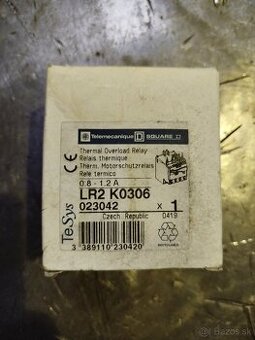 Telemecanique SQUARE D
Thermal Overload Relay
Relais thermique
Therm. Motorschutzrelais
Relé termico
0.8 - 1.2 A
LR2 K0306
023042 x 1
Czech. Republic 0419
TeSys
CE
3 389110 230420
Bazos.sk